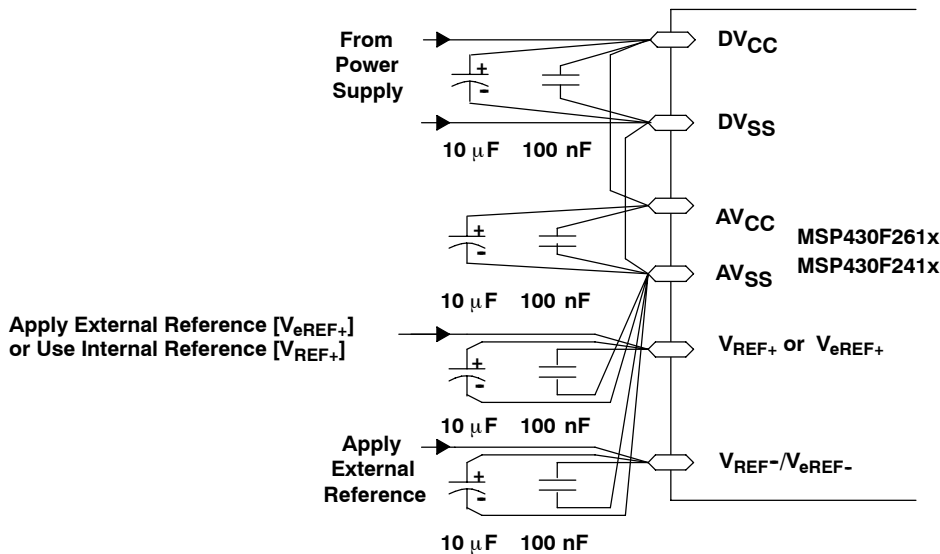 From
Power
Supply
+
-
10 μF 100 nF
DVCC
DVSS
+
-
10 μF 100 nF
AVCC
AVSS
MSP430F261x
MSP430F241x
Apply External Reference [VeREF+]
or Use Internal Reference [VREF+]
+
-
10 μF 100 nF
VREF+ or VeREF+
Apply
External
Reference
+
-
10 μF 100 nF
VREF-/VeREF-